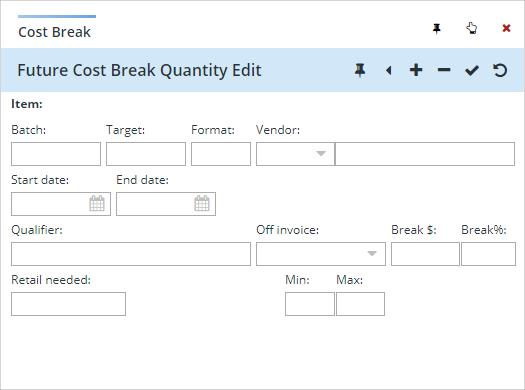 Cost Break
Future Cost Break Quantity Edit
Item:
Batch: Target: Format: Vendor:
Start date: End date:
Qualifier: Off invoice: Break $: Break%:
Retail needed: Min: Max: